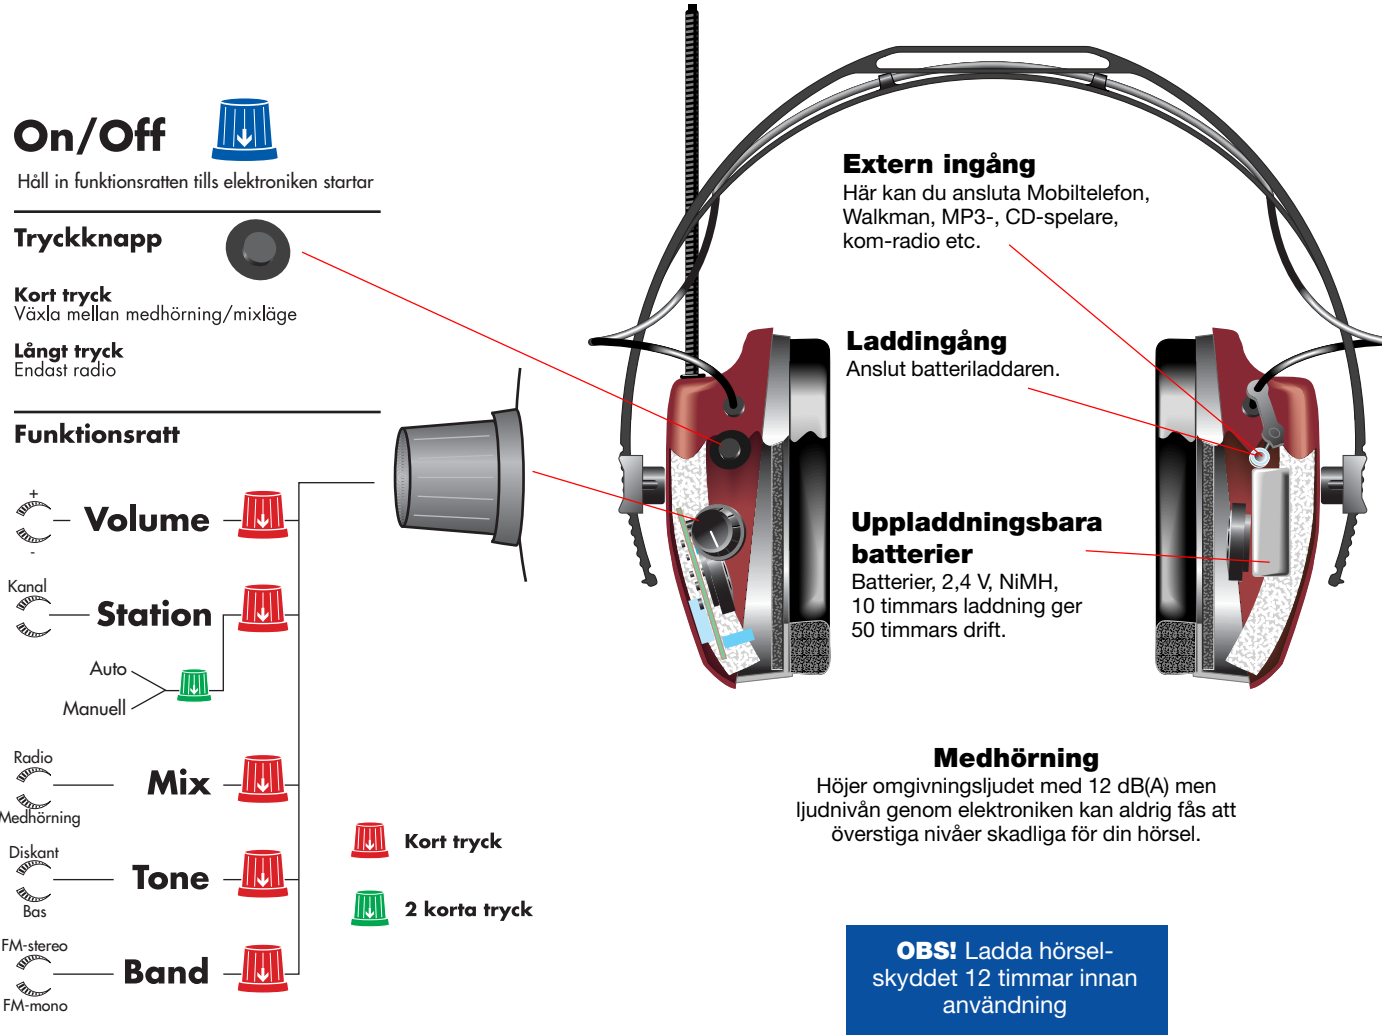 On/Off
Håll in funktionsratten tills elektroniken startar
Tryckknapp
Kort tryck
Växla mellan medhörning/mixläge
Långt tryck
Endast radio
Funktionsratt
+
Volume
-
Kanal
Station
Auto
Manuell
Radio
Mix
Medhörning
Diskant
Tone
Bas
FM-stereo
Band
FM-mono
Kort tryck
2 korta tryck
Extern ingång
Här kan du ansluta Mobiltelefon,
Walkman, MP3-, CD-spelare,
kom-radio etc.
Laddingång
Anslut batteriladdaren.
Uppladdningsbara
batterier
Batterier, 2,4 V, NiMH,
10 timmars laddning ger
50 timmars drift.
Medhörning
Höjer omgivningsljudet med 12 dB(A) men
ljudnivån genom elektroniken kan aldrig fås att
överstiga nivåer skadliga för din hörsel.
OBS! Ladda hörsel-
skyddet 12 timmar innan
användning